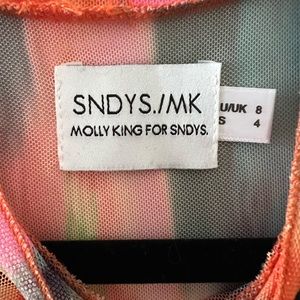 SNDYS./MK
MOLLY KING FOR SNDYS.
U/UK 8
S 4